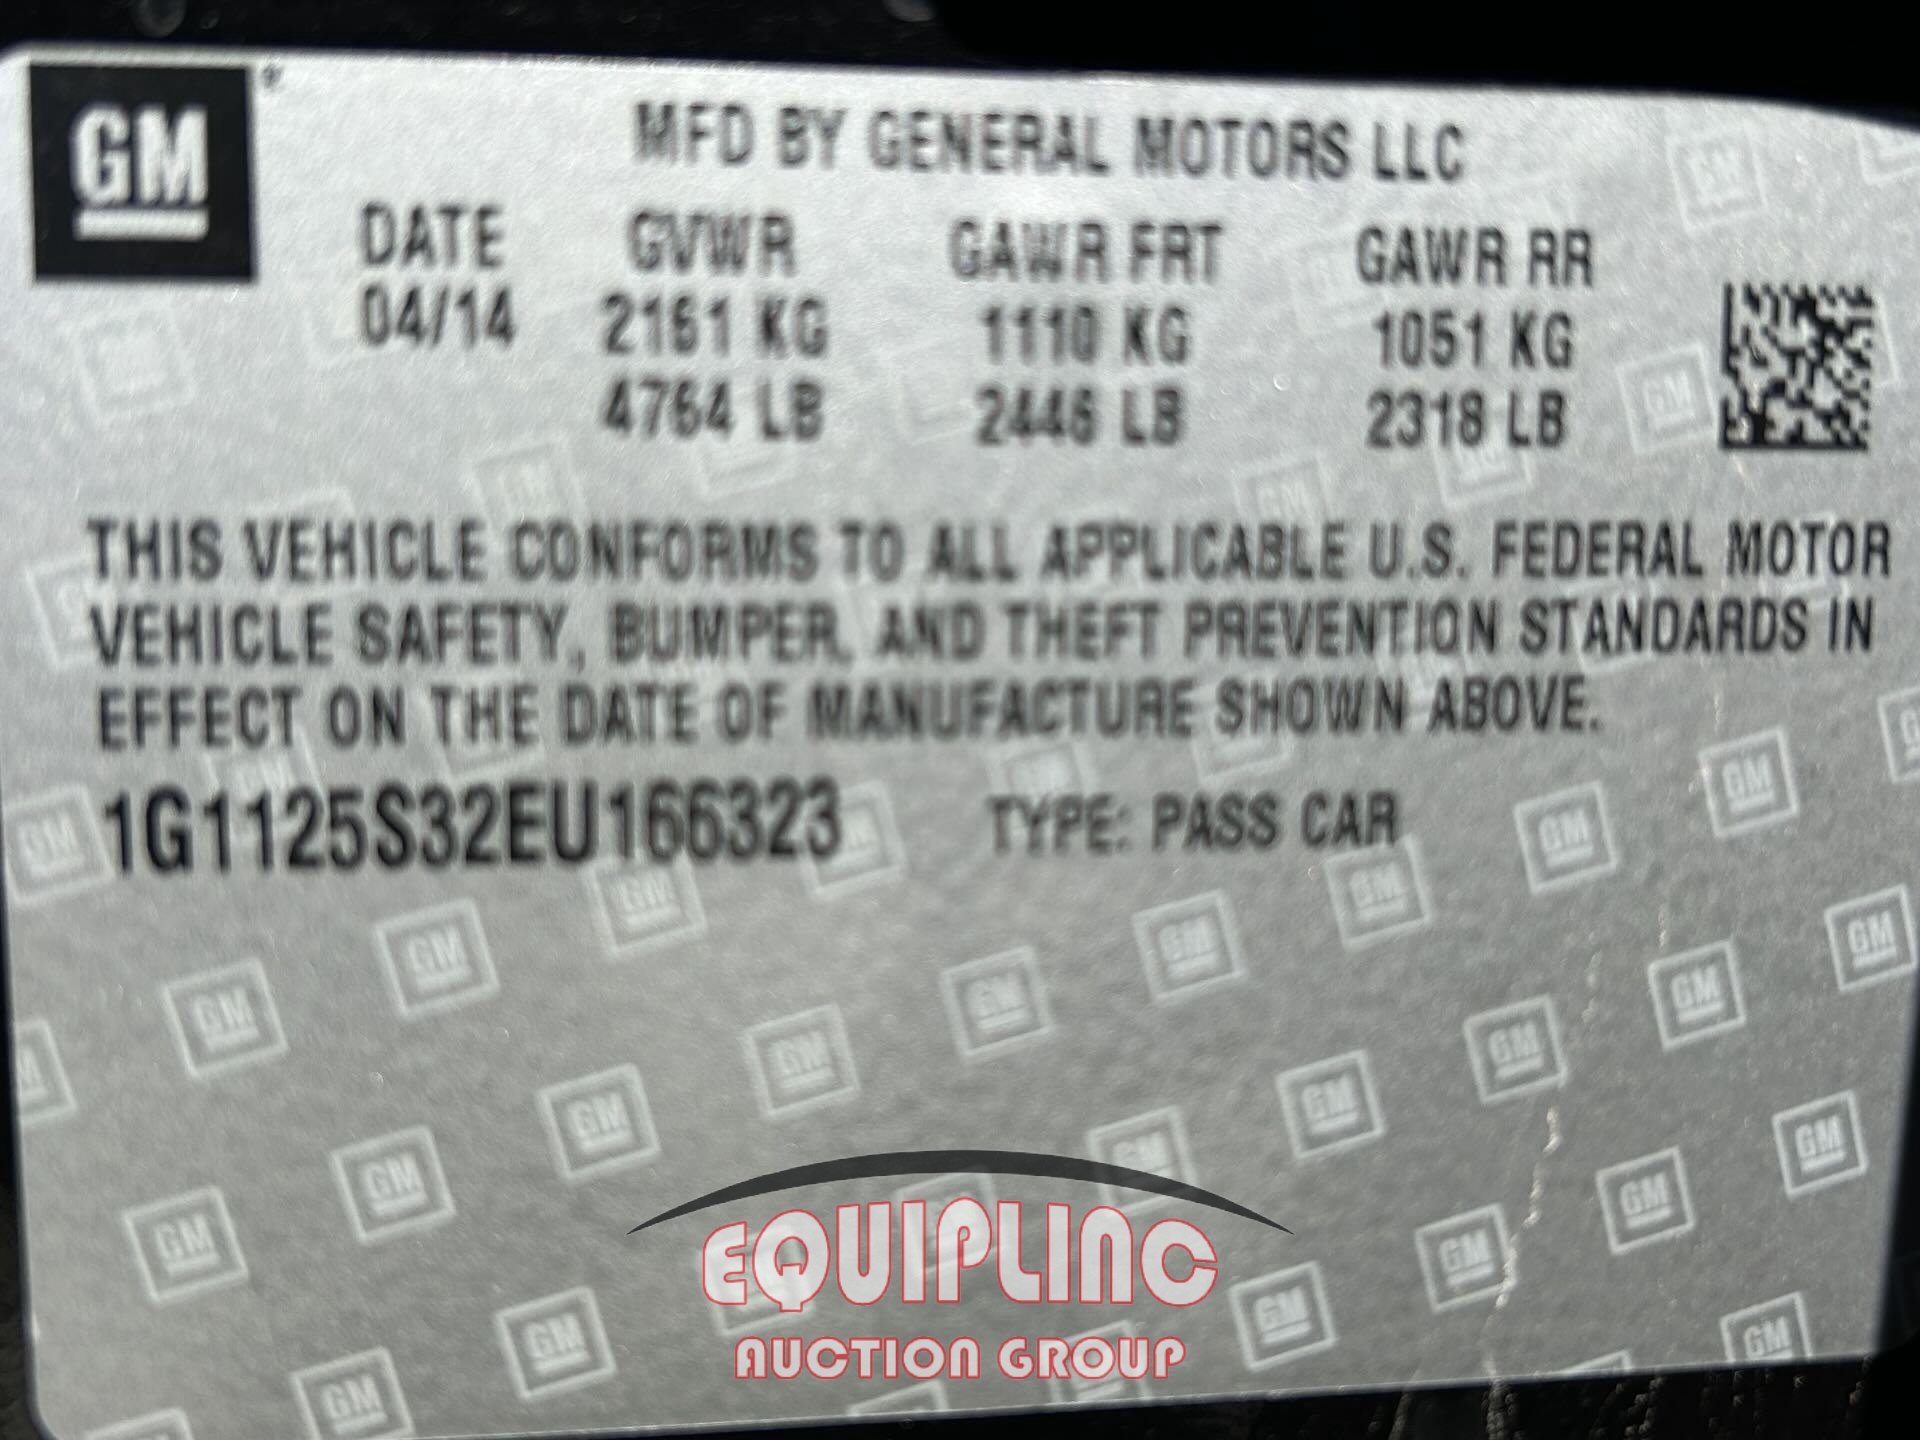 GM®
MFD BY GENERAL MOTORS LLC
DATE GVWR GAWR FRT GAWR RR
04/14 2161 KG 1110 KG 1051 KG
4764 LB 2446 LB 2318 LB
THIS VEHICLE CONFORMS TO ALL APPLICABLE U.S. FEDERAL MOTOR
VEHICLE SAFETY, BUMPER, AND THEFT PREVENTION STANDARDS IN
EFFECT ON THE DATE OF MANUFACTURE SHOWN ABOVE.
1G1125S32EU166323 TYPE: PASS CAR
EQUIPLINC
AUCTION GROUP